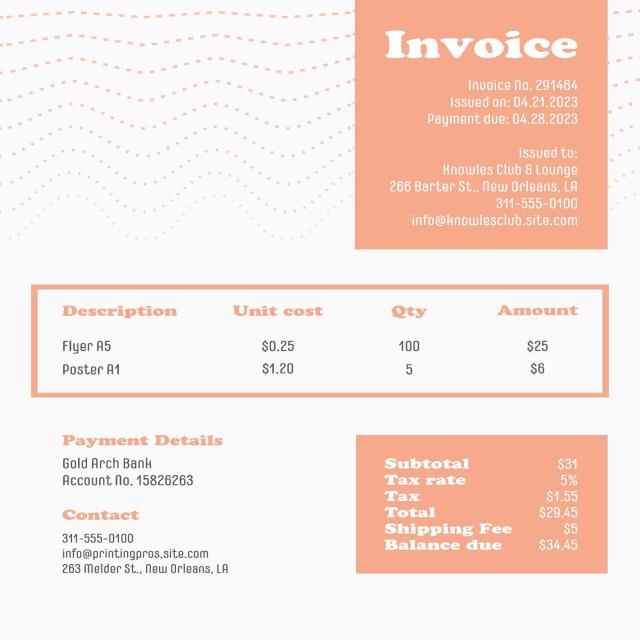 Invoice
Invoice No. 291464
Issued on: 04.21.2023
Payment due: 04.28.2023
Issued to:
Knowles Club & Lounge
266 Barter St., New Orleans, LA
311-555-0100
info@knowlesclub.site.com
Description Unit cost Qty Amount
Flyer A5 $0.25 100 $25
Poster A1 $1.20 5 $6
Payment Details
Gold Arch Bank
Account No. 15826263
Contact
311-555-0100
info@printingpros.site.com
263 Melder St., New Orleans, LA
Subtotal $31
Tax rate 5%
Tax $1.55
Total $29.45
Shipping Fee $5
Balance due $34.45